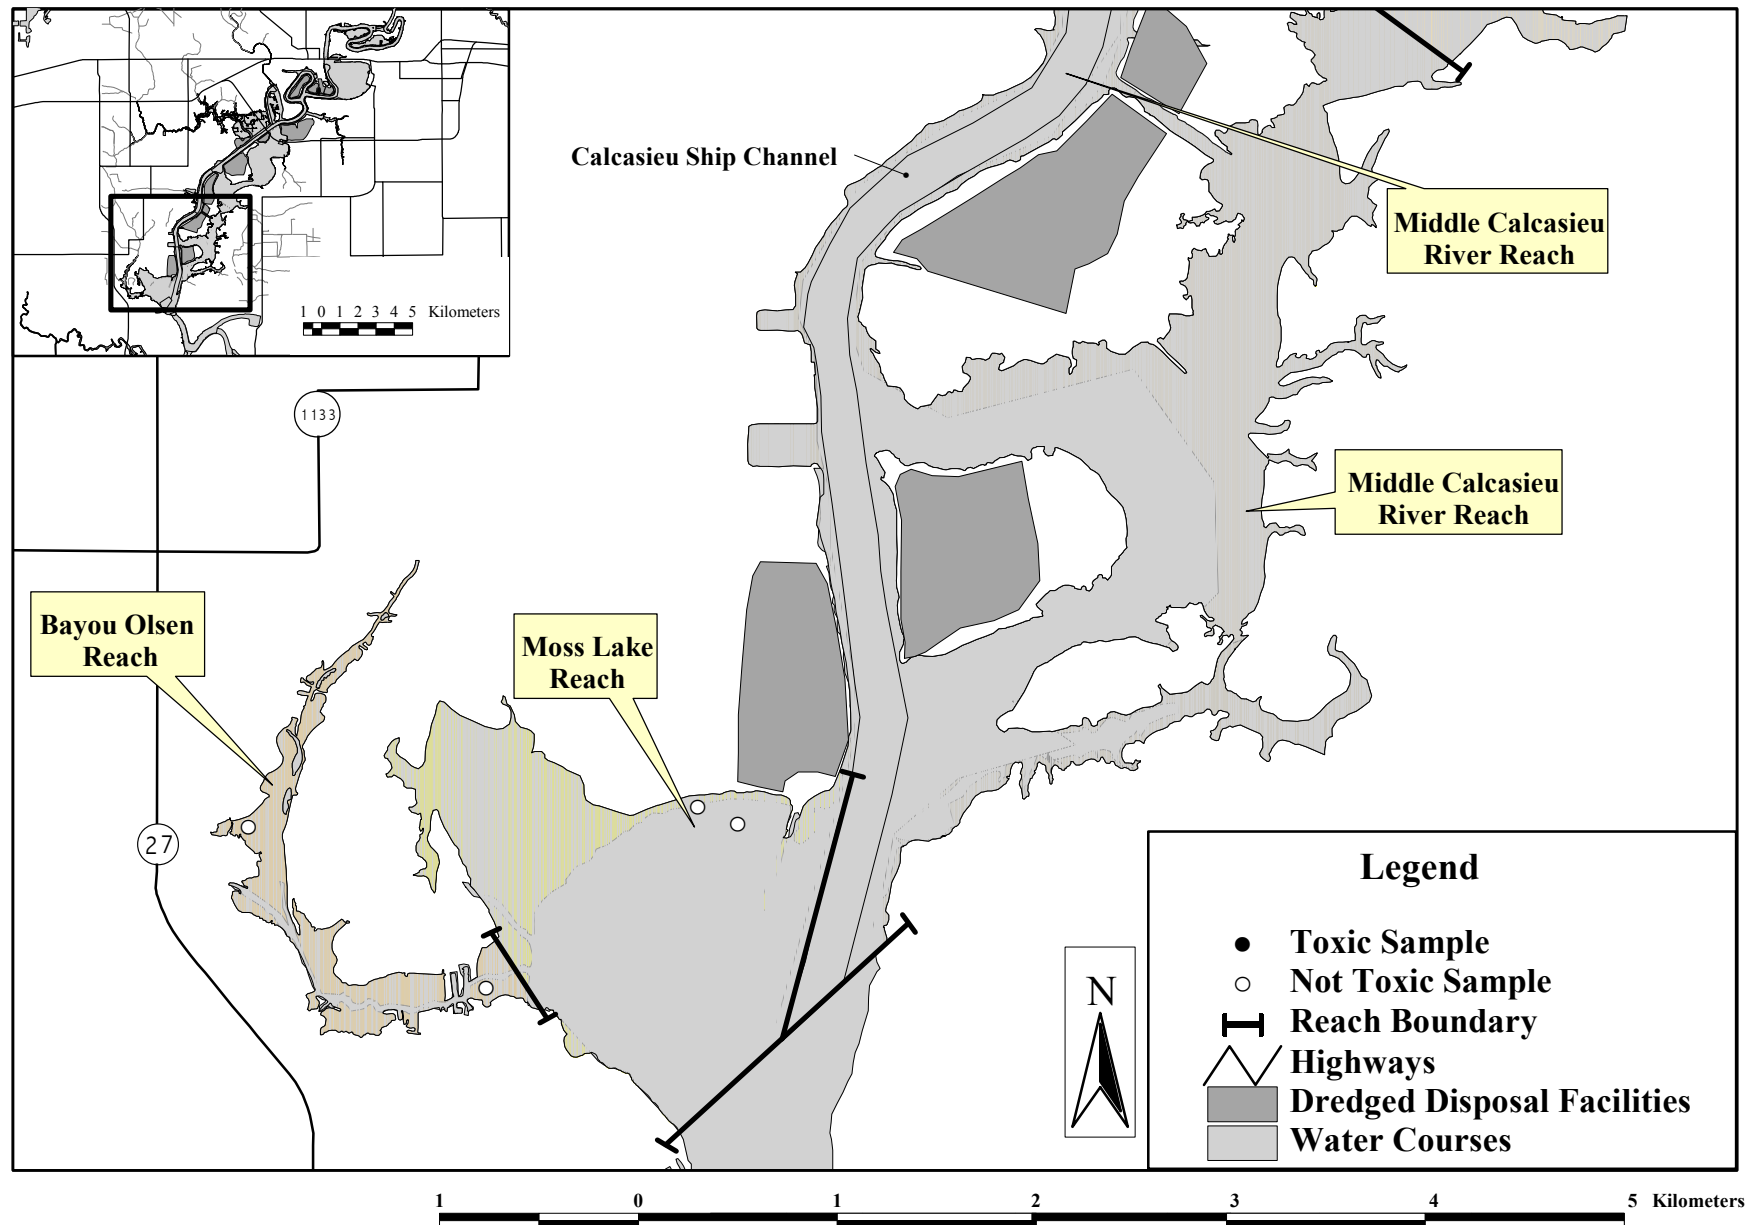 1 0 1 2 3 4 5 Kilometers
Calcasieu Ship Channel
Middle Calcasieu
River Reach
1133
Middle Calcasieu
River Reach
Bayou Olsen
Reach
Moss Lake
Reach
27
Legend
Toxic Sample
Not Toxic Sample
Reach Boundary
Highways
Dredged Disposal Facilities
Water Courses
N
1 0 1 2 3 4 5 Kilometers